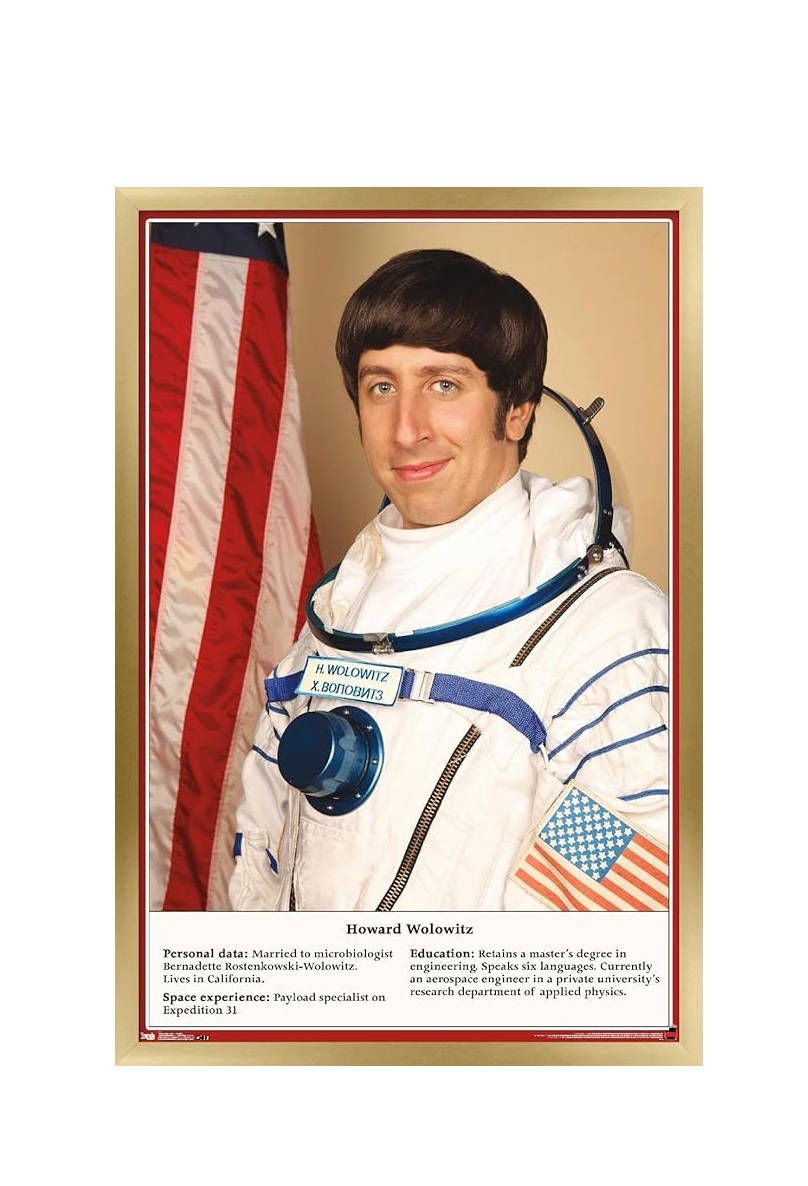 H. WOLOWITZ
Х. ВОЛОВИТЗ
Howard Wolowitz
Personal data: Married to microbiologist
Bernadette Rostenkowski-Wolowitz.
Lives in California.
Space experience: Payload specialist on
Expedition 31
Education: Retains a master's degree in
engineering. Speaks six languages. Currently
an aerospace engineer in a private university's
research department of applied physics.